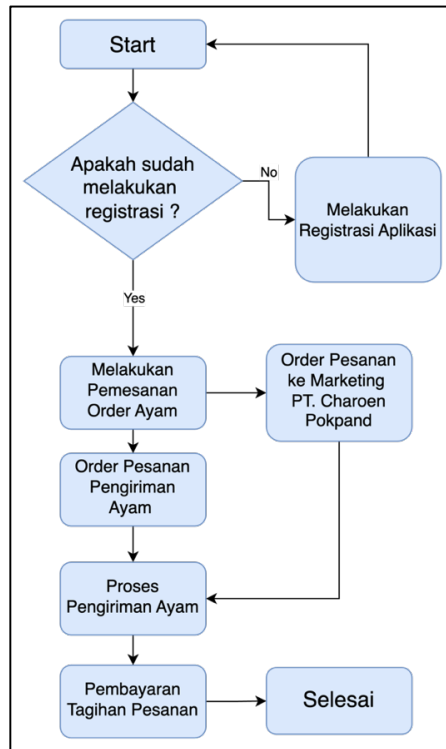 Start
Apakah sudah
melakukan
registrasi ?
No
Melakukan
Registrasi Aplikasi
Yes
Melakukan
Pemesanan
Order Ayam
Order Pesanan
ke Marketing
PT. Charoen
Pokpand
Order Pesanan
Pengiriman
Ayam
Proses
Pengiriman Ayam
Pembayaran
Tagihan Pesanan
Selesai